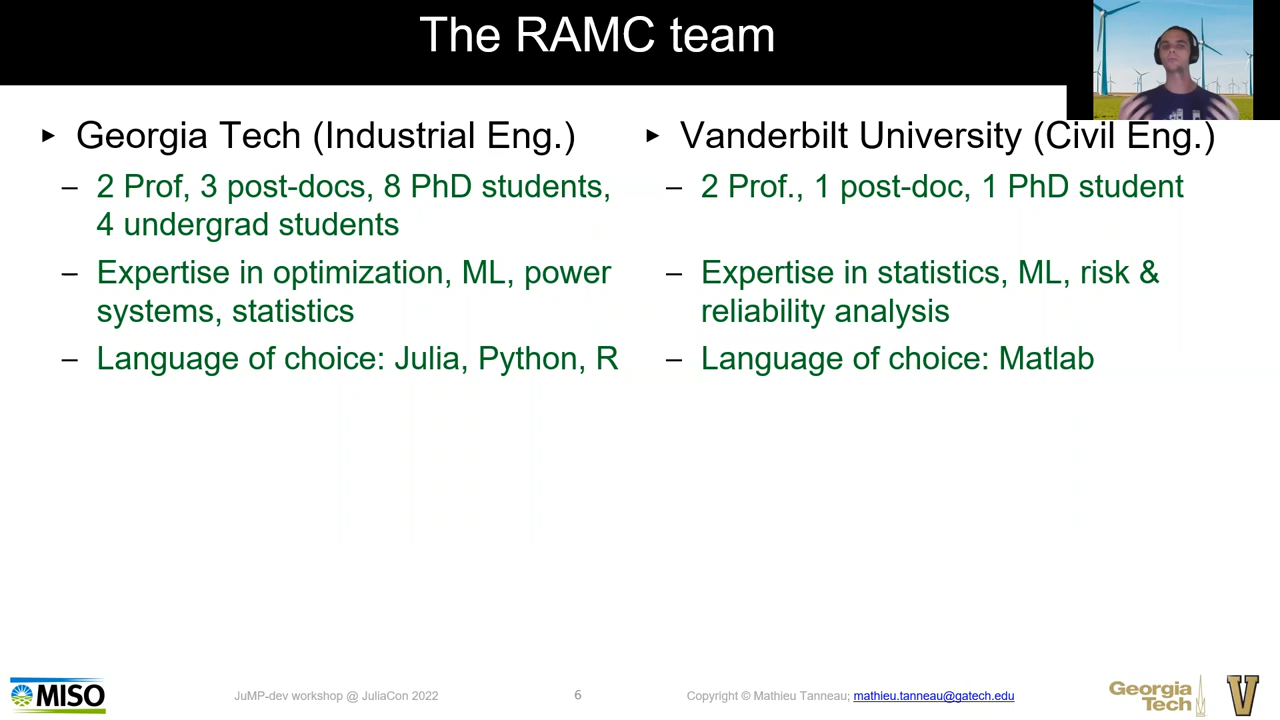 The RAMC team
Georgia Tech (Industrial Eng.)
– 2 Prof, 3 post-docs, 8 PhD students,
4 undergrad students
– Expertise in optimization, ML, power
systems, statistics
– Language of choice: Julia, Python, R
Vanderbilt University (Civil Eng.)
– 2 Prof., 1 post-doc, 1 PhD student
– Expertise in statistics, ML, risk &
reliability analysis
– Language of choice: Matlab
MISO
JuMP-dev workshop @ JuliaCon 2022
6
Copyright © Mathieu Tanneau; mathieu.tanneau@gatech.edu
Georgia
Tech
V